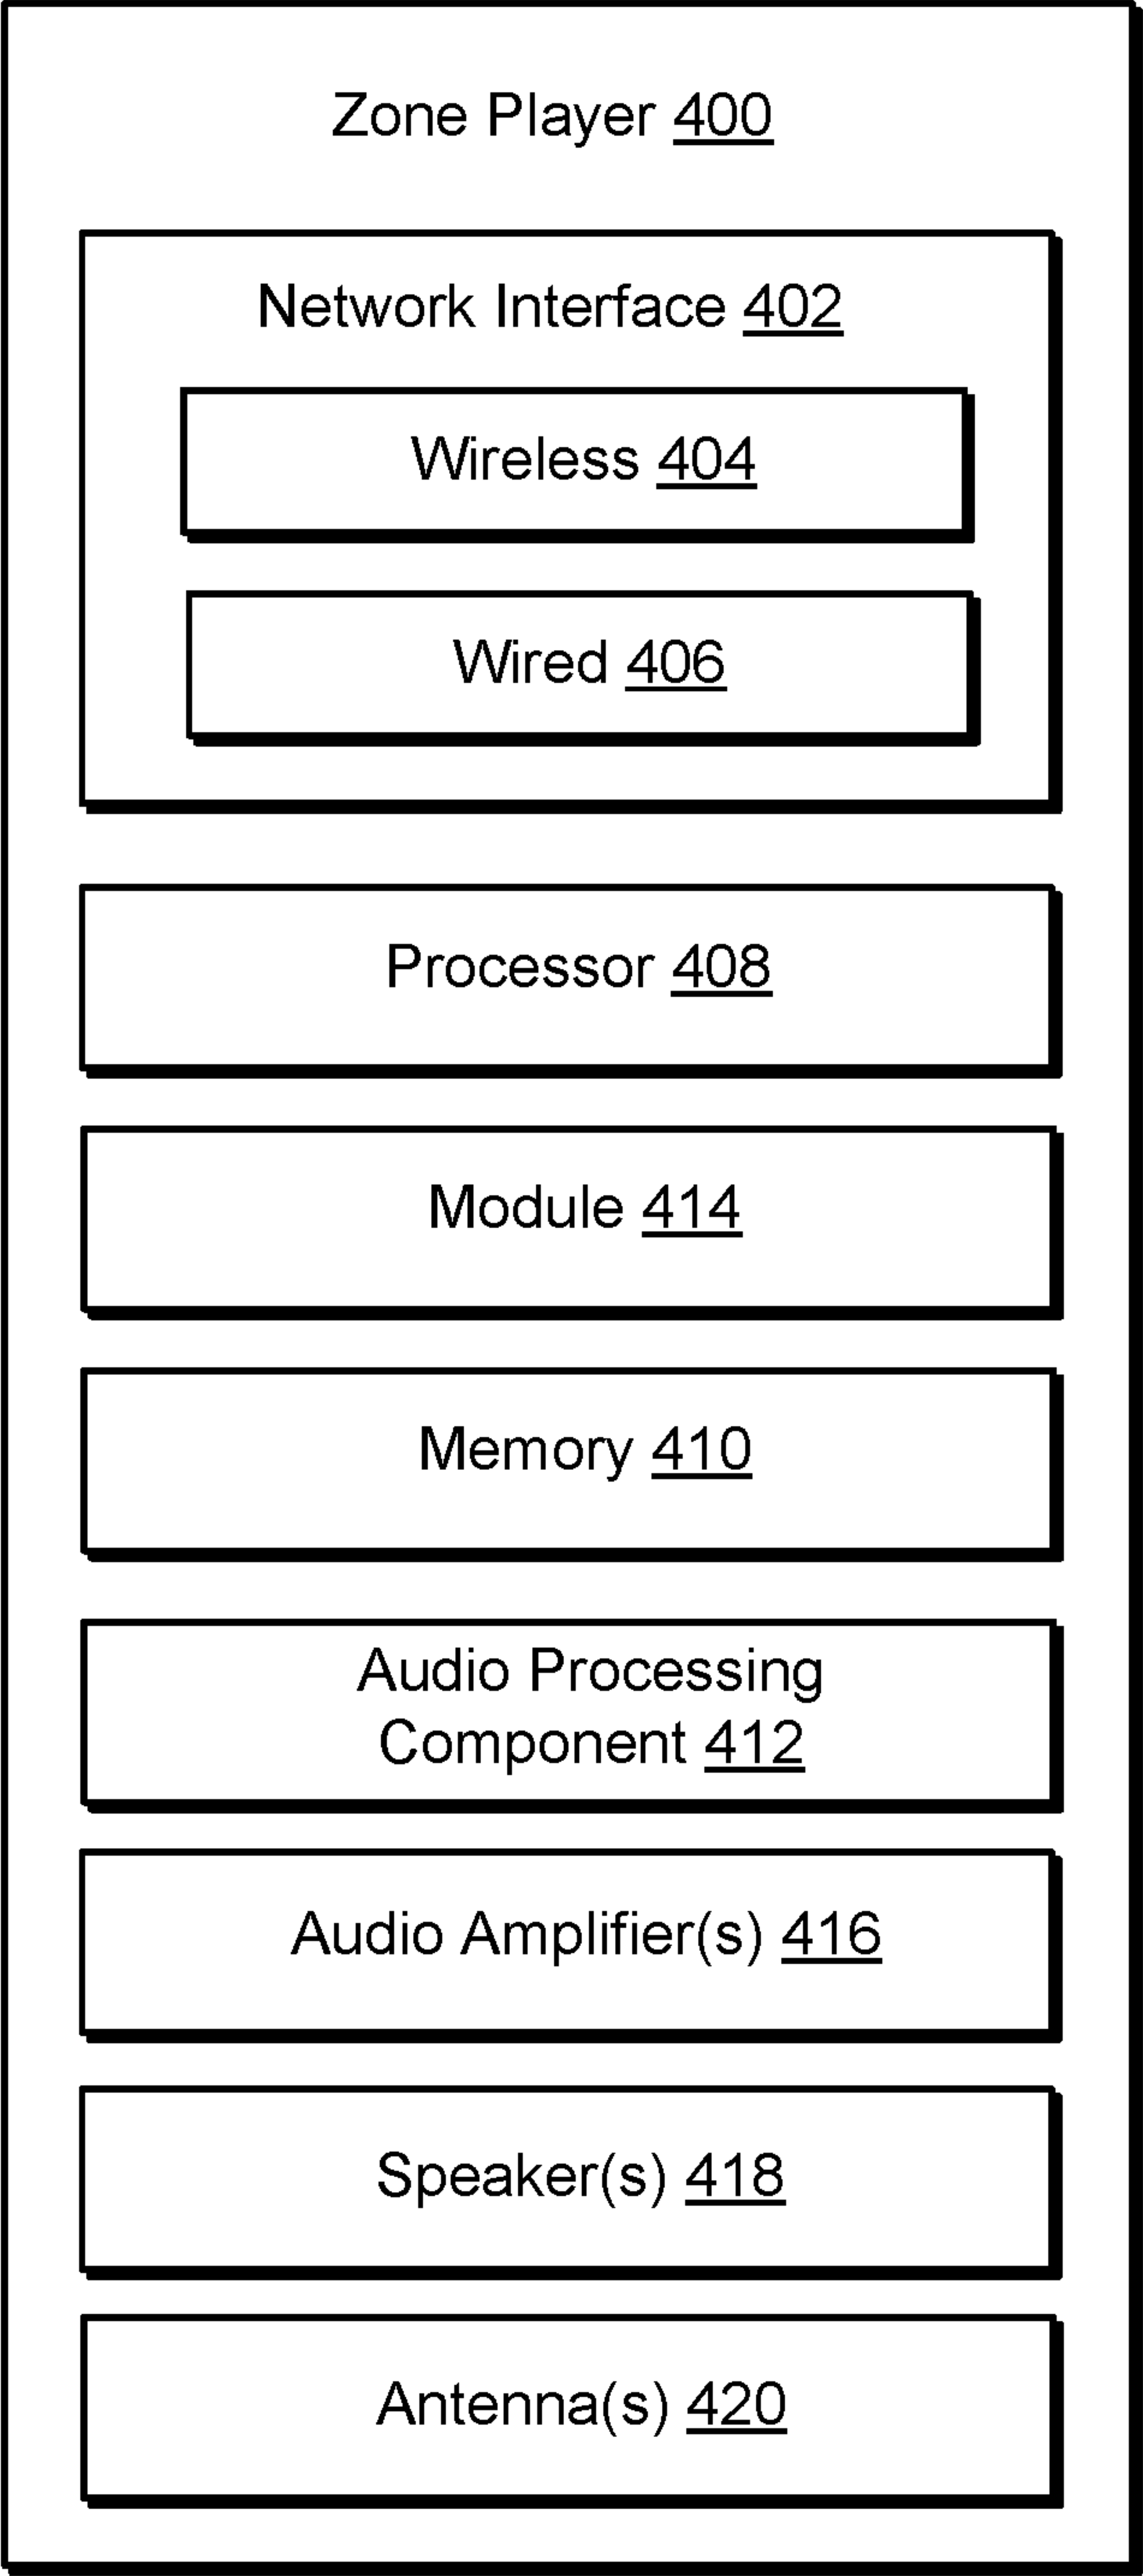 Zone Player 400
Network Interface 402
Wireless 404
Wired 406
Processor 408
Module 414
Memory 410
Audio Processing
Component 412
Audio Amplifier(s) 416
Speaker(s) 418
Antenna(s) 420